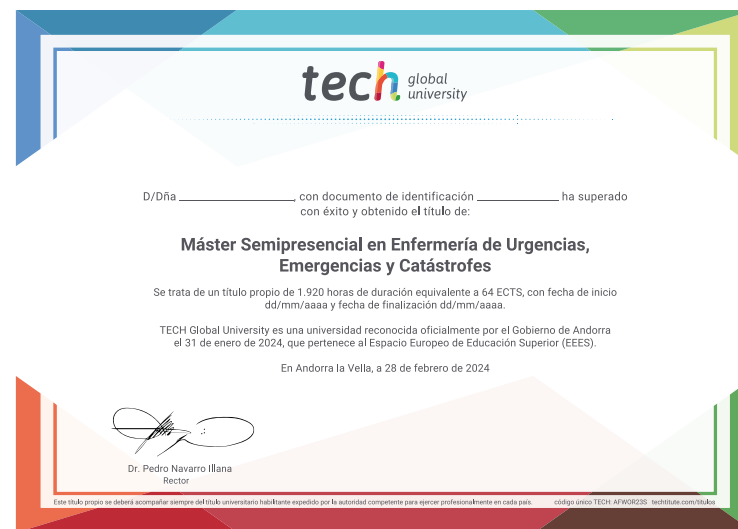 tech global university
D/Dña ________________, con documento de identificación ____________ ha superado
con éxito y obtenido el título de:
Máster Semipresencial en Enfermería de Urgencias,
Emergencias y Catástrofes
Se trata de un título propio de 1.920 horas de duración equivalente a 64 ECTS, con fecha de inicio
dd/mm/aaaa y fecha de finalización dd/mm/aaaa.
TECH Global University es una universidad reconocida oficialmente por el Gobierno de Andorra
el 31 de enero de 2024, que pertenece al Espacio Europeo de Educación Superior (EEES).
En Andorra la Vella, a 28 de febrero de 2024
Dr. Pedro Navarro Illana
Rector
Este título propio se deberá acompañar siempre del título universitario habilitante expedido por la autoridad competente para ejercer profesionalmente en cada país. código único TECH: AFWOR23S techtitute.com/titulos